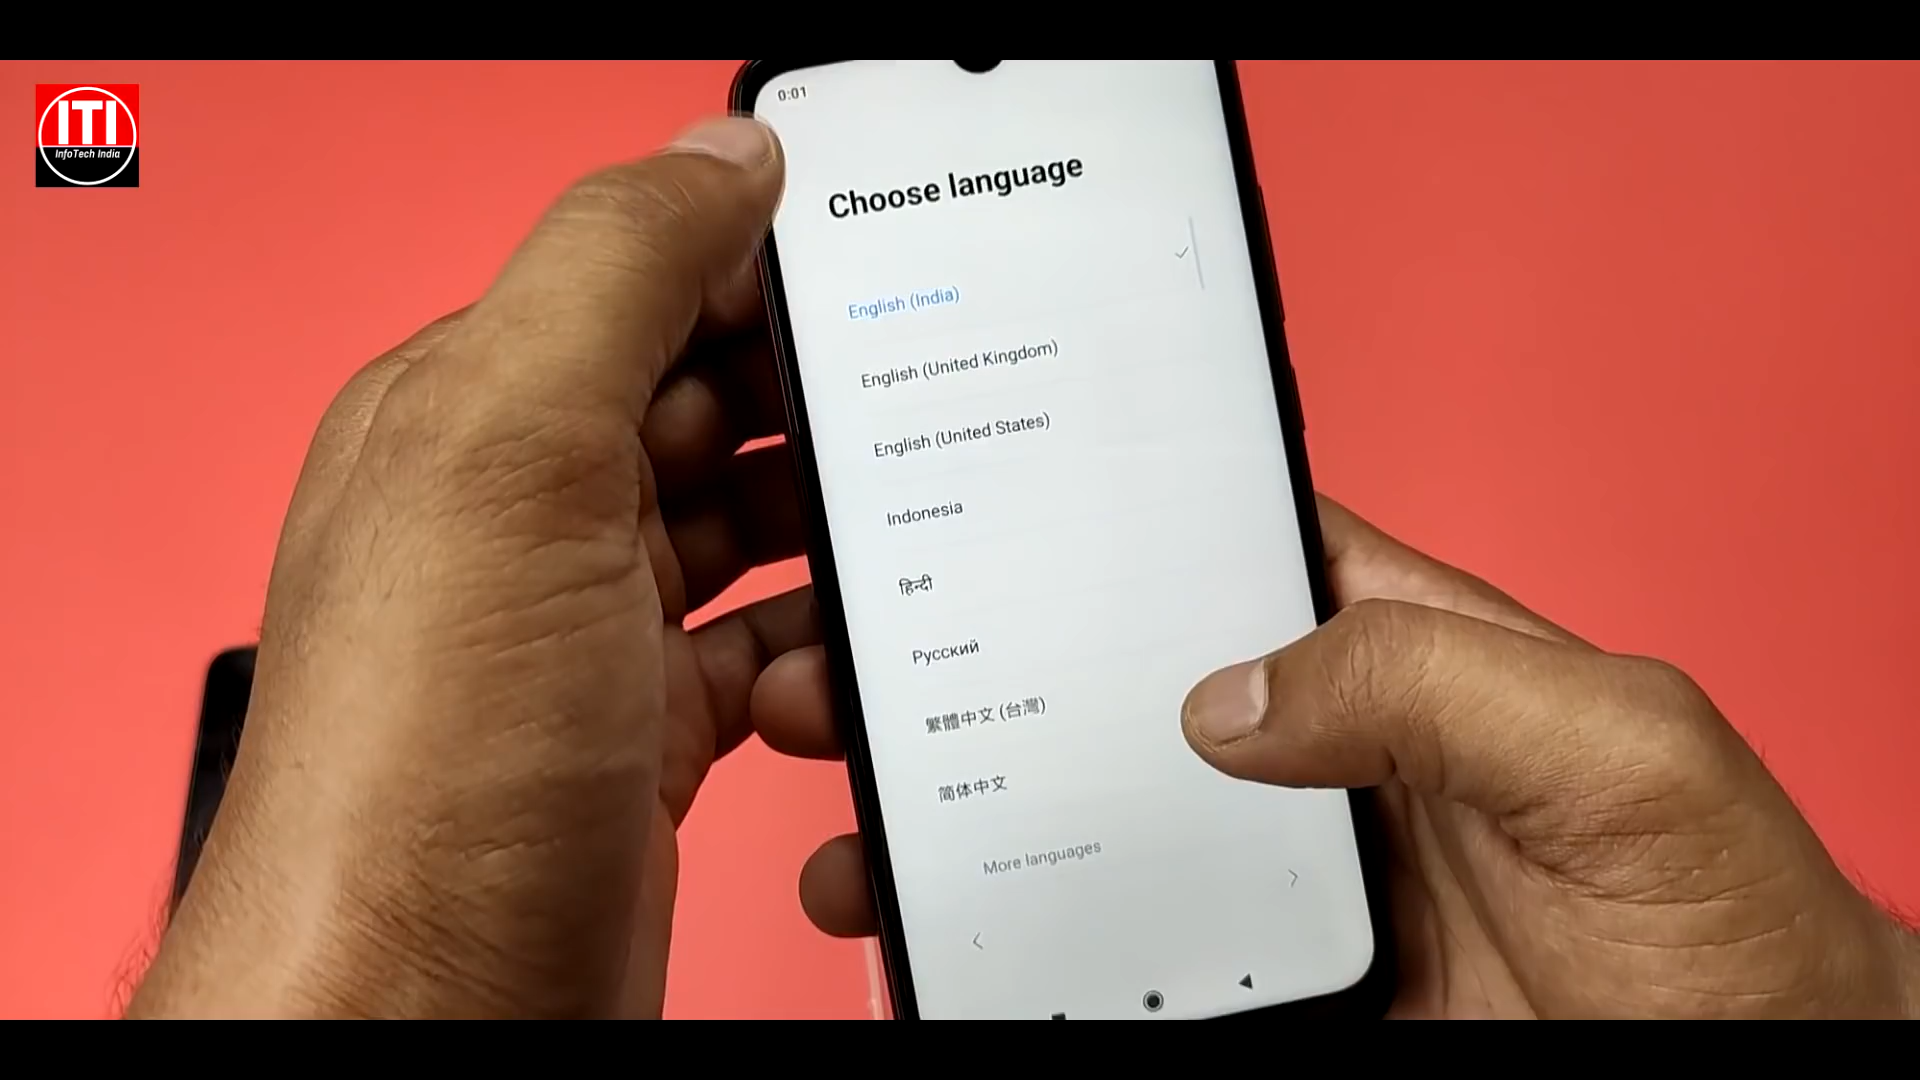 ITI
InfoTech India
0:01
Choose language
English (India)
English (United Kingdom)
English (United States)
Indonesia
हिन्दी
Русский
繁體中文 (台灣)
简体中文
More languages